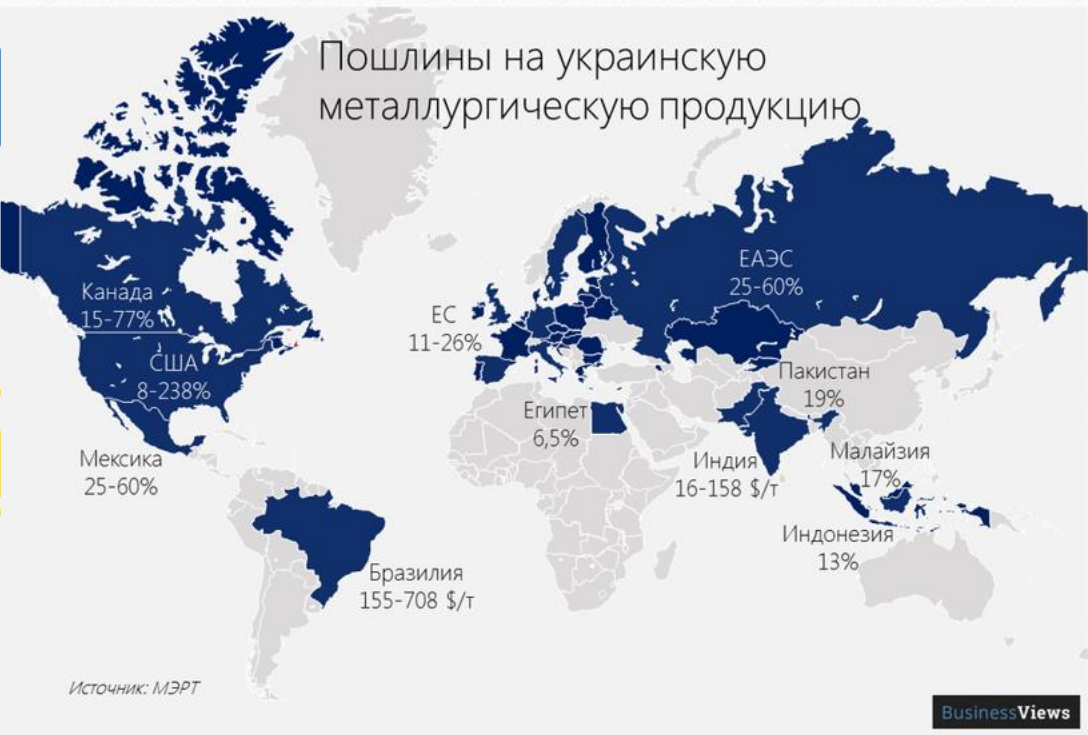 Пошлины на украинскую
металлургическую продукцию
Канада
15-77%
США
8-238%
Мексика
25-60%
Бразилия
155-708 $/т
ЕС
11-26%
Египет
6,5%
ЕАЭС
25-60%
Пакистан
19%
Индия
16-158 $/т
Малайзия
17%
Индонезия
13%
Источник: МЭРТ
BusinessViews